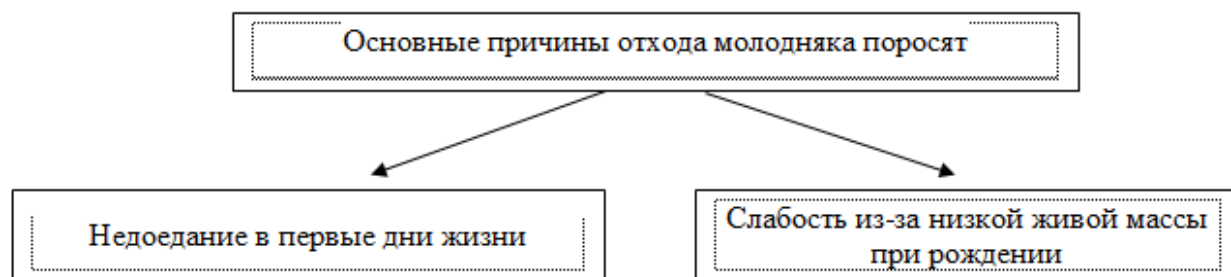 Основные причины отхода молодняка поросят
Недоедание в первые дни жизни
Слабость из-за низкой живой массы
при рождении